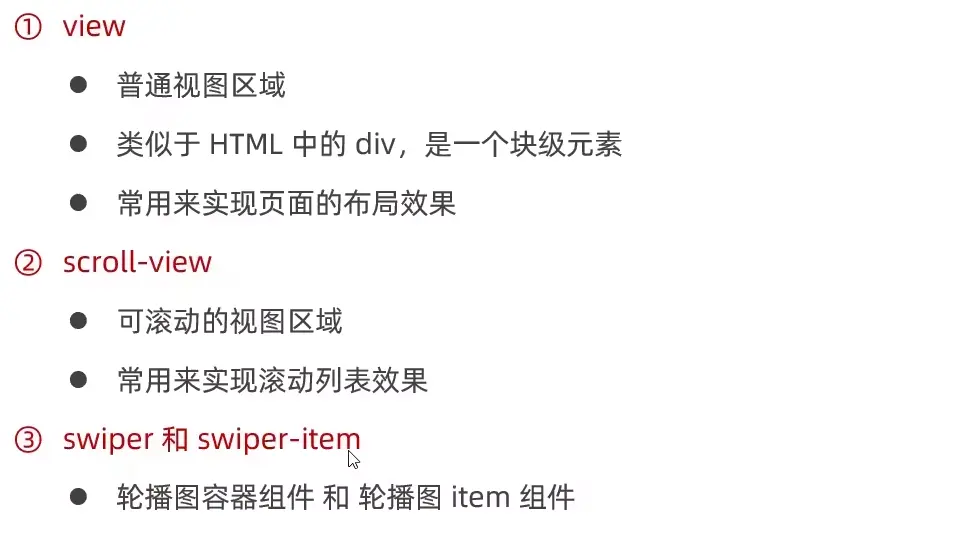 ① view
● 普通视图区域
● 类似于 HTML 中的 div，是一个块级元素
● 常用来实现页面的布局效果
② scroll-view
● 可滚动的视图区域
● 常用来实现滚动列表效果
③ swiper 和 swiper-item
● 轮播图容器组件 和 轮播图 item 组件